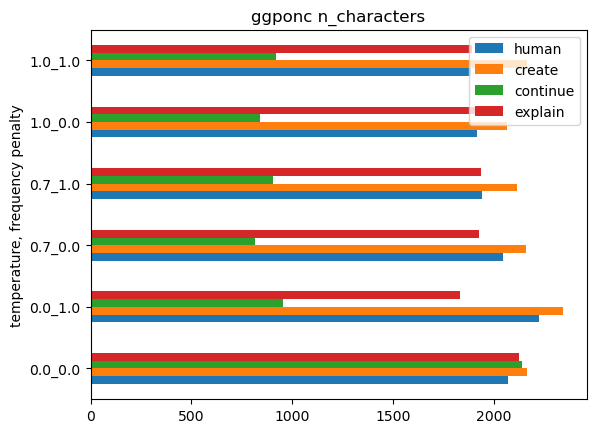 ggponc n_characters
human
create
continue
explain
temperature, frequency penalty
1.0_1.0
1.0_0.0
0.7_1.0
0.7_0.0
0.0_1.0
0.0_0.0
0 500 1000 1500 2000